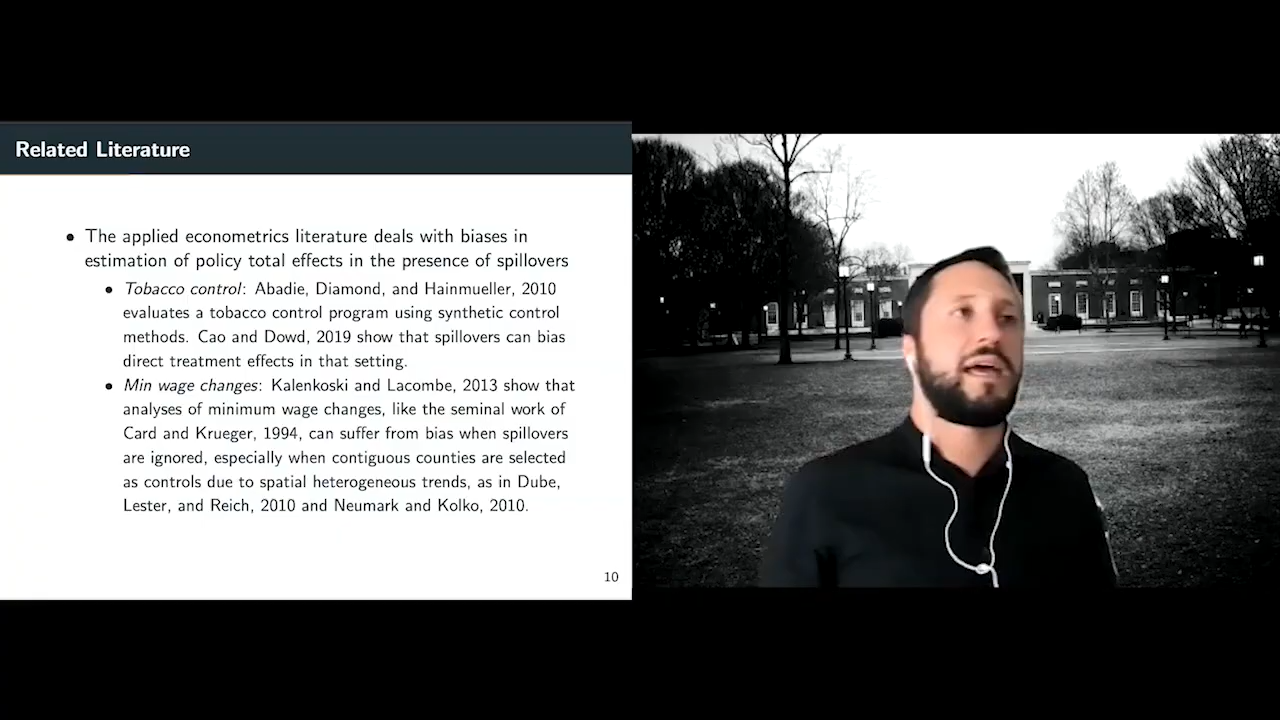 Related Literature
• The applied econometrics literature deals with biases in
estimation of policy total effects in the presence of spillovers
• Tobacco control: Abadie, Diamond, and Hainmueller, 2010
evaluates a tobacco control program using synthetic control
methods. Cao and Dowd, 2019 show that spillovers can bias
direct treatment effects in that setting.
• Min wage changes: Kalenkoski and Lacombe, 2013 show that
analyses of minimum wage changes, like the seminal work of
Card and Krueger, 1994, can suffer from bias when spillovers
are ignored, especially when contiguous counties are selected
as controls due to spatial heterogeneous trends, as in Dube,
Lester, and Reich, 2010 and Neumark and Kolko, 2010.
10